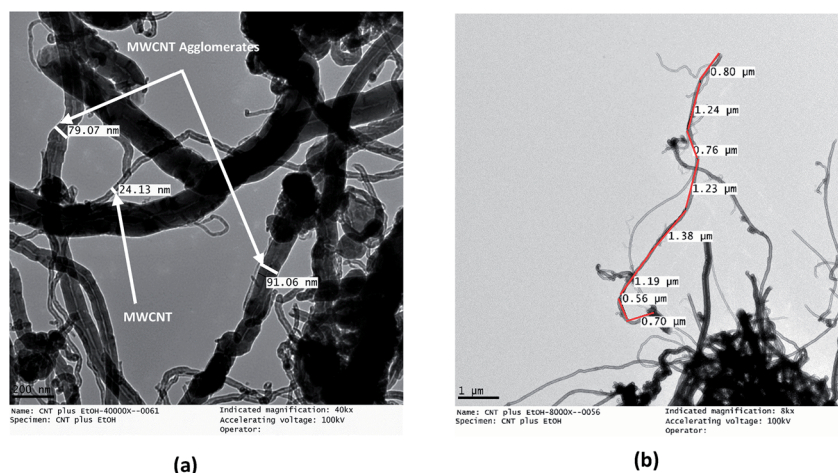 MWCNT Agglomerates
79.07 nm
24.13 nm
91.06 nm
MWCNT
200 nm
Name: CNT plus EtOH-40000X--0061
Specimen: CNT plus EtOH
Indicated magnification: 40kx
Accelerating voltage: 100kV
Operator:
(a)
0.80 µm
1.24 µm
0.76 µm
1.23 µm
1.38 µm
1.19 µm
0.56 µm
0.70 µm
1 µm
Name: CNT plus EtOH-8000X--0056
Specimen: CNT plus EtOH
Indicated magnification: 8kx
Accelerating voltage: 100kV
Operator:
(b)